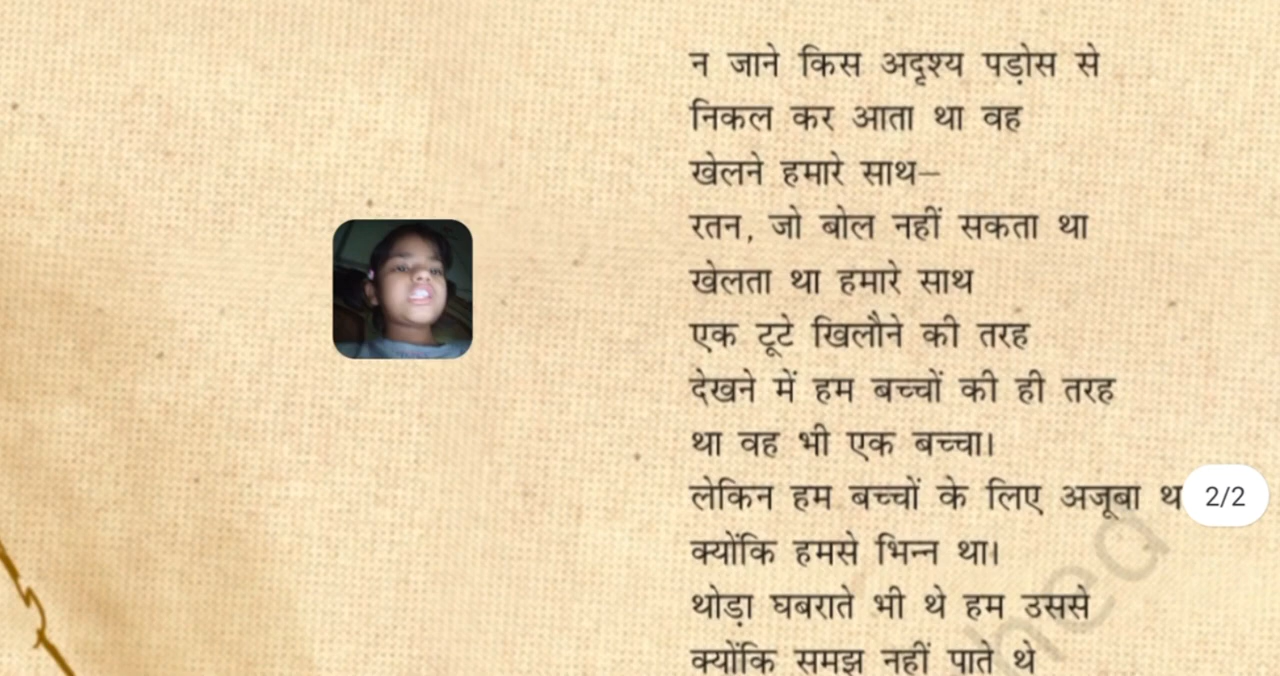 न जाने किस अदृश्य पड़ोस से
निकल कर आता था वह
खेलने हमारे साथ–
रतन, जो बोल नहीं सकता था
खेलता था हमारे साथ
एक टूटे खिलौने की तरह
देखने में हम बच्चों की ही तरह
था वह भी एक बच्चा।
लेकिन हम बच्चों के लिए अजूबा थ
2/2
क्योंकि हमसे भिन्न था।
थोड़ा घबराते भी थे हम उससे
क्योंकि समझ नहीं पाते थे